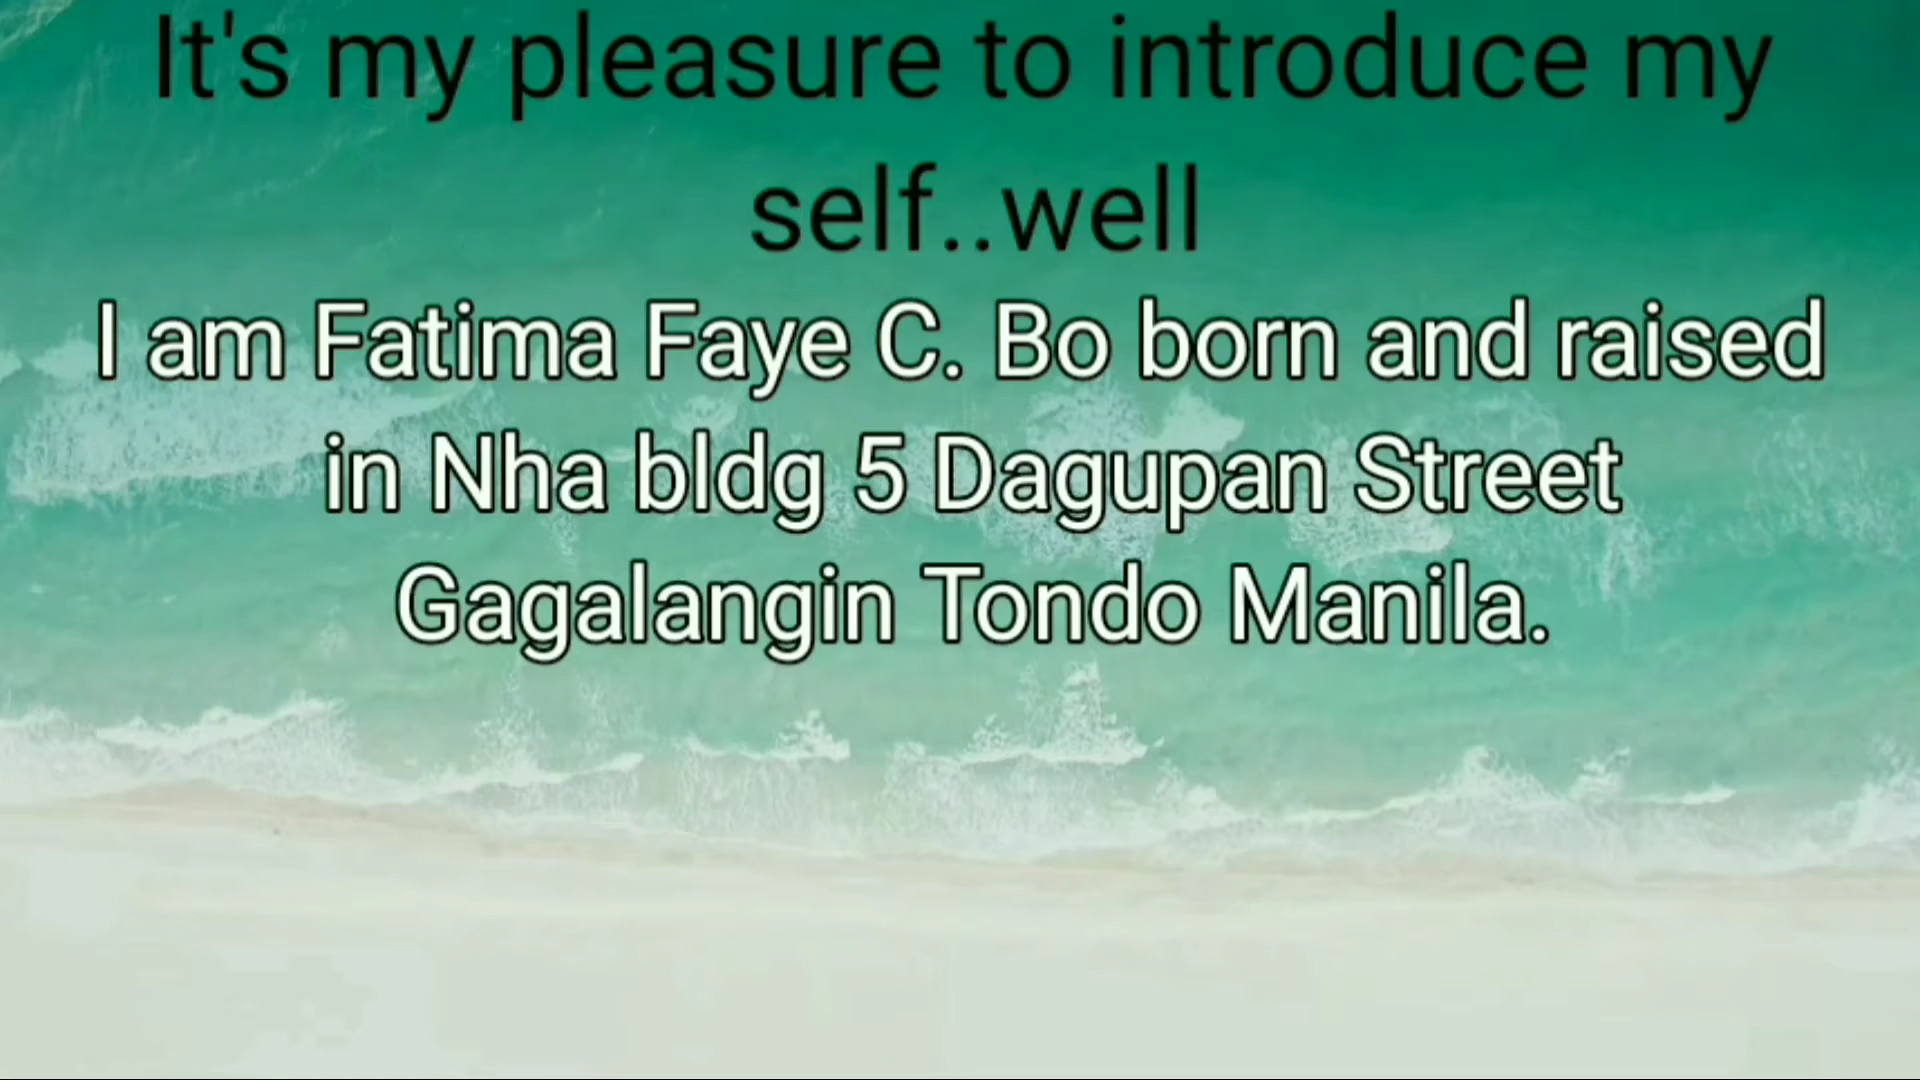 It's my pleasure to introduce my
self..well
I am Fatima Faye C. Bo born and raised
in Nha bldg 5 Dagupan Street
Gagalangin Tondo Manila.